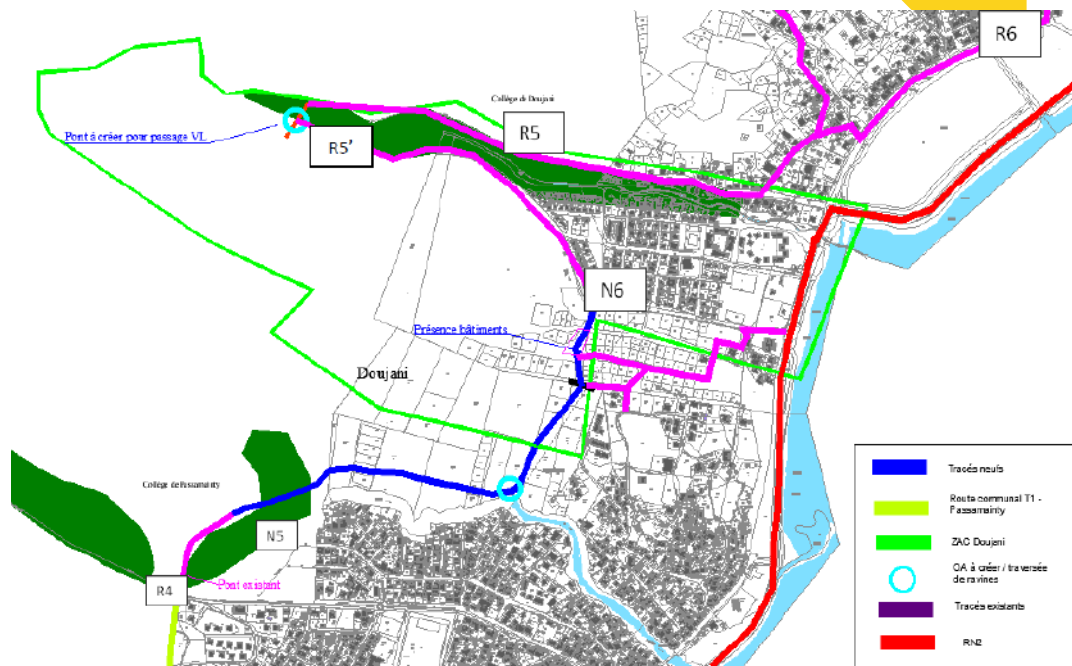 R6
Collège de Doujani
R5
Pont à créer pour passage VL
R5'
N6
Présence bâtiments
Doujani
Collège de Passamainty
N5
Pont existant
R4
Tracés neufs
Route communal T1 -
Passamainty
ZAC Doujani
OA à créer / traversée
de ravines
Tracés existants
RN2